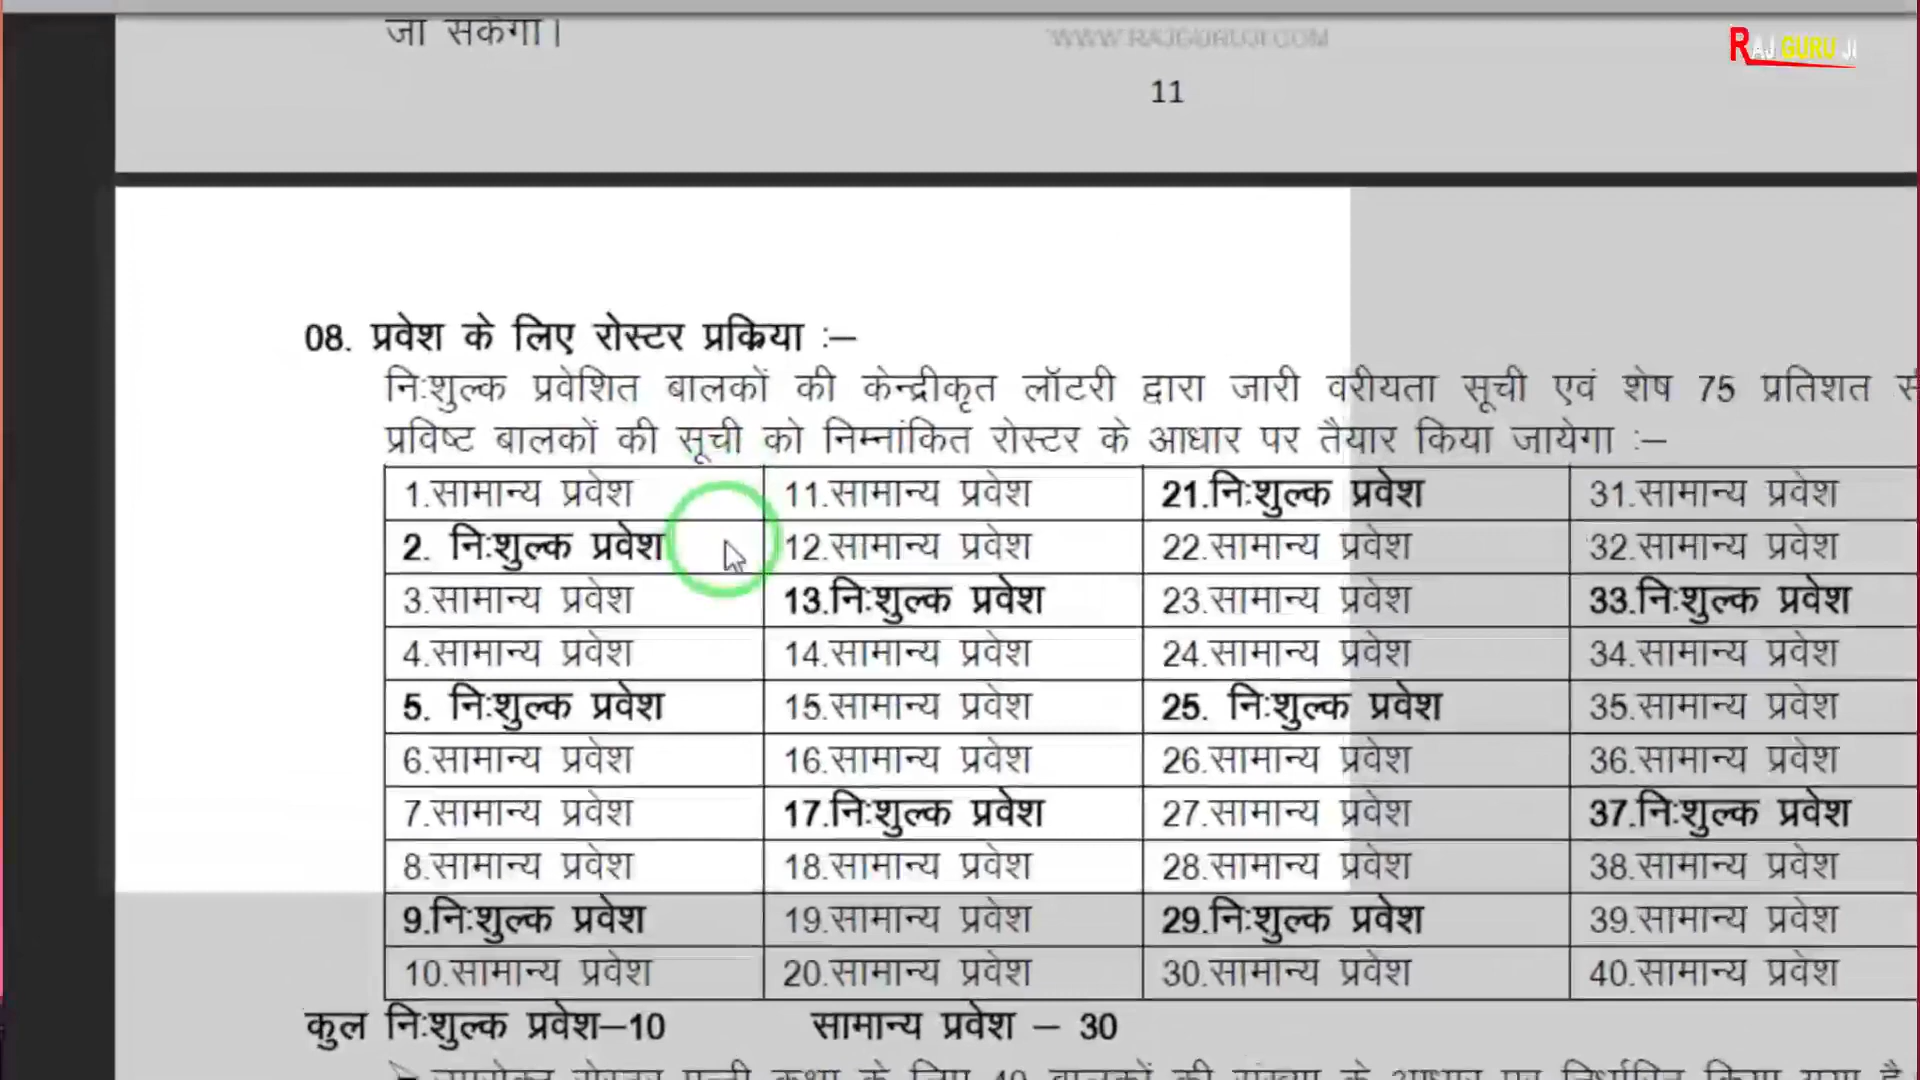 जा सकेगा।
WWW.RAJGURUJI.COM
RAJ GURU JI
11
08. प्रवेश के लिए रोस्टर प्रकिया :–
नि:शुल्क प्रवेशित बालकों की केन्द्रीकृत लॉटरी द्वारा जारी वरीयता सूची एवं शेष 75 प्रतिशत
प्रविष्ट बालकों की सूची को निम्नांकित रोस्टर के आधार पर तैयार किया जायेगा :–
1.सामान्य प्रवेश 11.सामान्य प्रवेश 21.नि:शुल्क प्रवेश 31.सामान्य प्रवेश
2. नि:शुल्क प्रवेश 12.सामान्य प्रवेश 22.सामान्य प्रवेश 32.सामान्य प्रवेश
3.सामान्य प्रवेश 13.नि:शुल्क प्रवेश 23.सामान्य प्रवेश 33.नि:शुल्क प्रवेश
4.सामान्य प्रवेश 14.सामान्य प्रवेश 24.सामान्य प्रवेश 34.सामान्य प्रवेश
5. नि:शुल्क प्रवेश 15.सामान्य प्रवेश 25. नि:शुल्क प्रवेश 35.सामान्य प्रवेश
6.सामान्य प्रवेश 16.सामान्य प्रवेश 26.सामान्य प्रवेश 36.सामान्य प्रवेश
7.सामान्य प्रवेश 17.नि:शुल्क प्रवेश 27.सामान्य प्रवेश 37.नि:शुल्क प्रवेश
8.सामान्य प्रवेश 18.सामान्य प्रवेश 28.सामान्य प्रवेश 38.सामान्य प्रवेश
9.नि:शुल्क प्रवेश 19.सामान्य प्रवेश 29.नि:शुल्क प्रवेश 39.सामान्य प्रवेश
10.सामान्य प्रवेश 20.सामान्य प्रवेश 30.सामान्य प्रवेश 40.सामान्य प्रवेश
कुल नि:शुल्क प्रवेश–10 सामान्य प्रवेश – 30